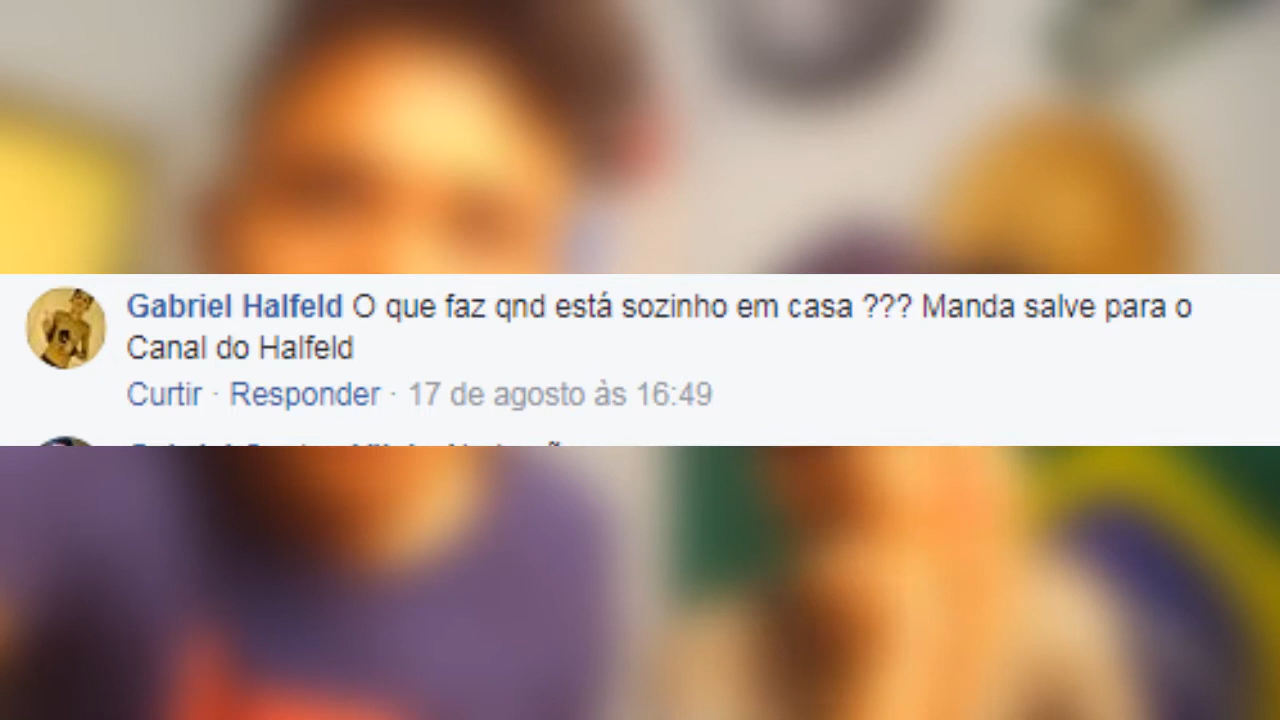 Gabriel Halfeld O que faz qnd está sozinho em casa ??? Manda salve para o
Canal do Halfeld
Curtir · Responder · 17 de agosto às 16:49